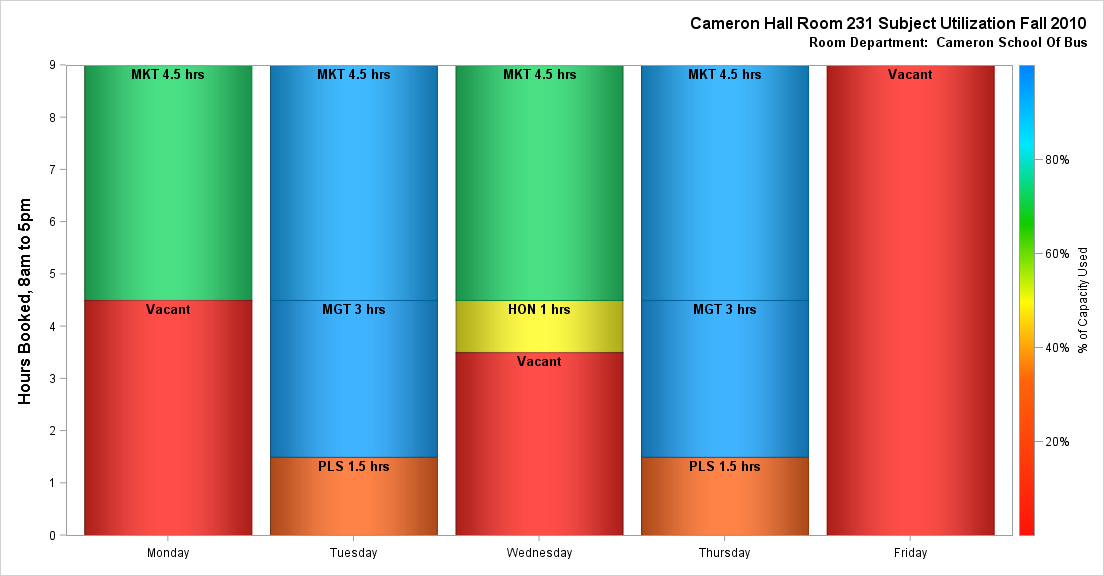 Cameron Hall Room 231 Subject Utilization Fall 2010
Room Department:  Cameron School Of Bus
Hours Booked, 8am to 5pm
9
8
7
6
5
4
3
2
1
0
MKT 4.5 hrs
Vacant
MKT 4.5 hrs
MGT 3 hrs
PLS 1.5 hrs
MKT 4.5 hrs
HON 1 hrs
Vacant
MKT 4.5 hrs
MGT 3 hrs
PLS 1.5 hrs
Vacant
Monday
Tuesday
Wednesday
Thursday
Friday
80%
60%
40%
20%
% of Capacity Used